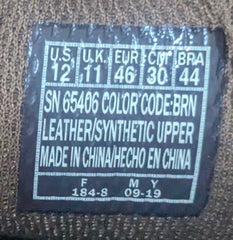 U.S. U.K. EUR CM BRA
12 11 46 30 44
SN 65406 COLOR CODE:BRN
LEATHER/SYNTHETIC UPPER
MADE IN CHINA/HECHO EN CHINA
F M Y
184-8 09-19